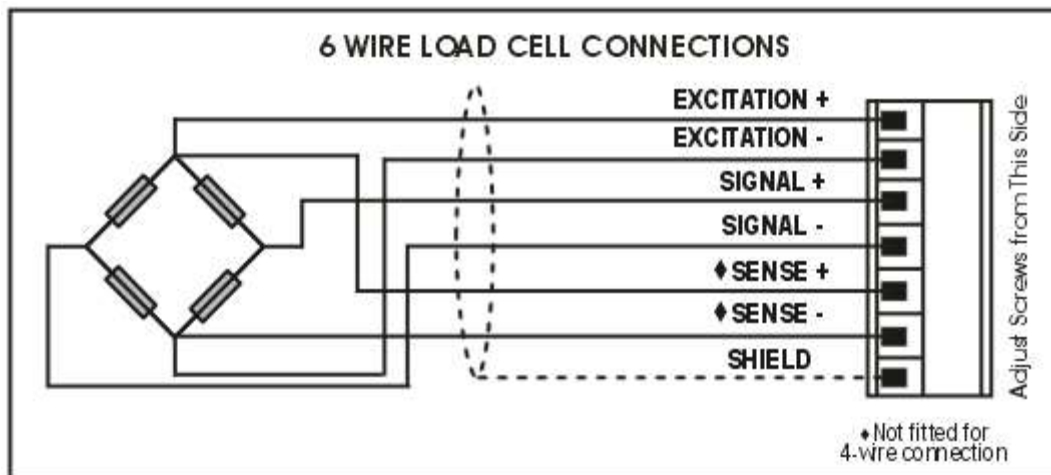 6 WIRE LOAD CELL CONNECTIONS
EXCITATION +
EXCITATION -
SIGNAL +
SIGNAL -
♦SENSE +
♦SENSE -
SHIELD
Adjust Screws from This Side
♦Not fitted for
4-wire connection